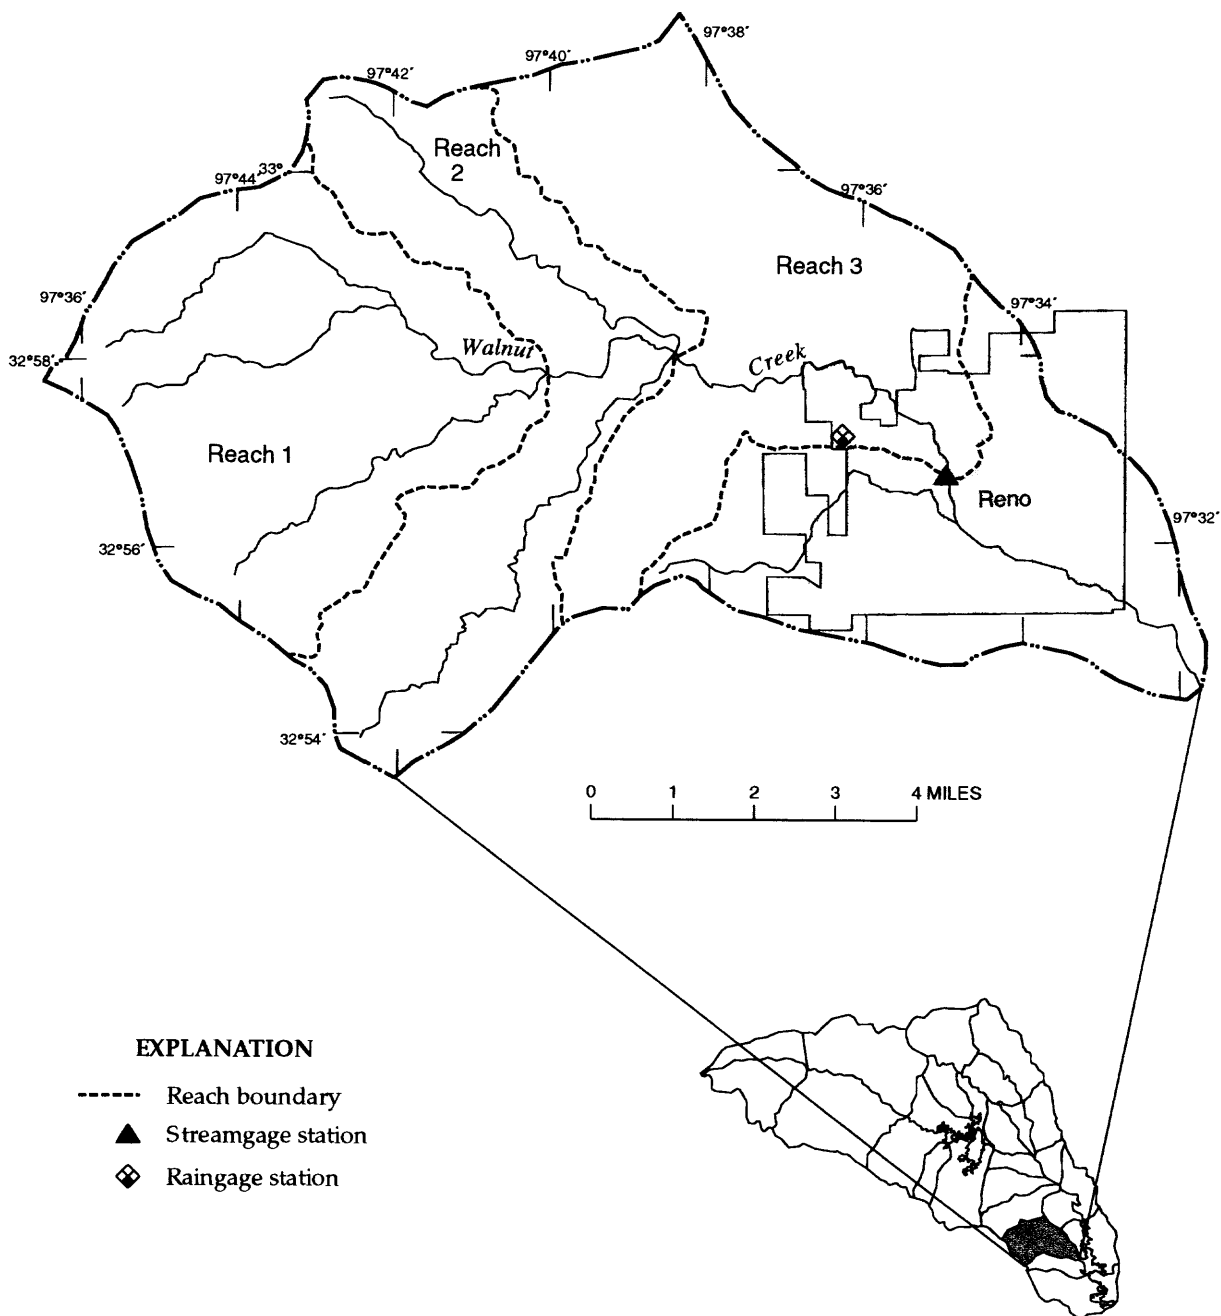 97°38´
97°40´
97°42´
Reach
2
33°
97°44´
97°36´
Reach 3
97°36´
97°34´
32°58´
Walnut
Creek
Reach 1
Reno
97°32´
32°56´
32°54´
0 1 2 3 4 MILES
EXPLANATION
Reach boundary
Streamgage station
Raingage station